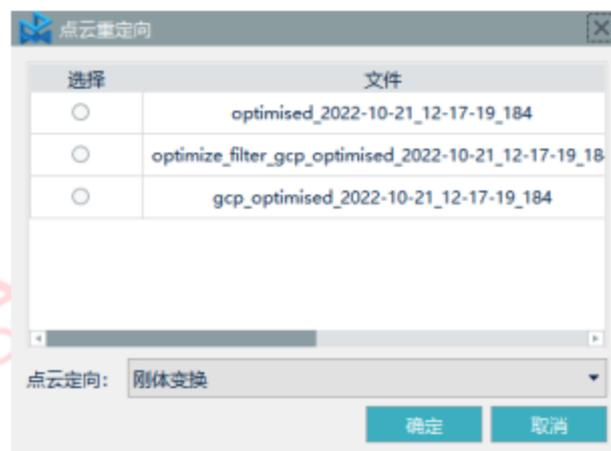 点云重定向
选择 文件
optimised_2022-10-21_12-17-19_184
optimize_filter_gcp_optimised_2022-10-21_12-17-19_18
gcp_optimised_2022-10-21_12-17-19_184
点云定向: 刚体变换
确定 取消